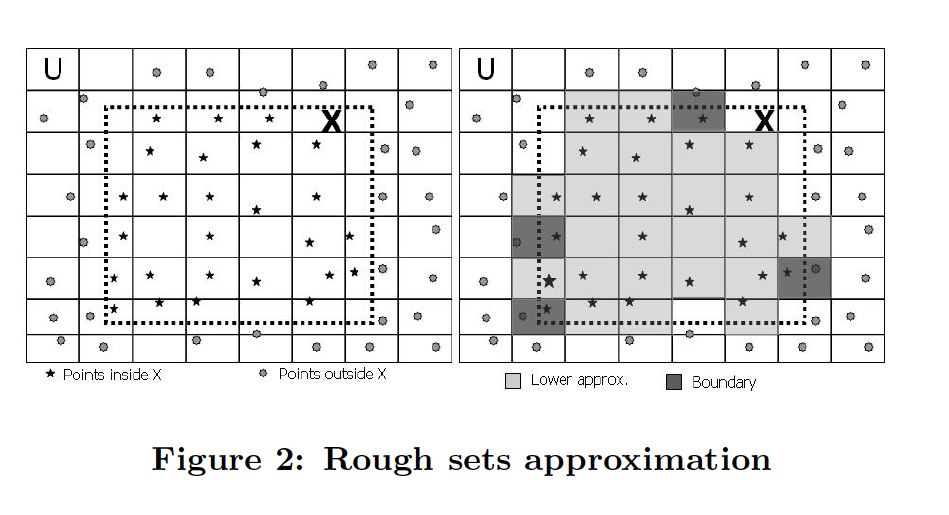 U
X
Points inside X
Points outside X
U
X
Lower approx.
Boundary
Figure 2: Rough sets approximation